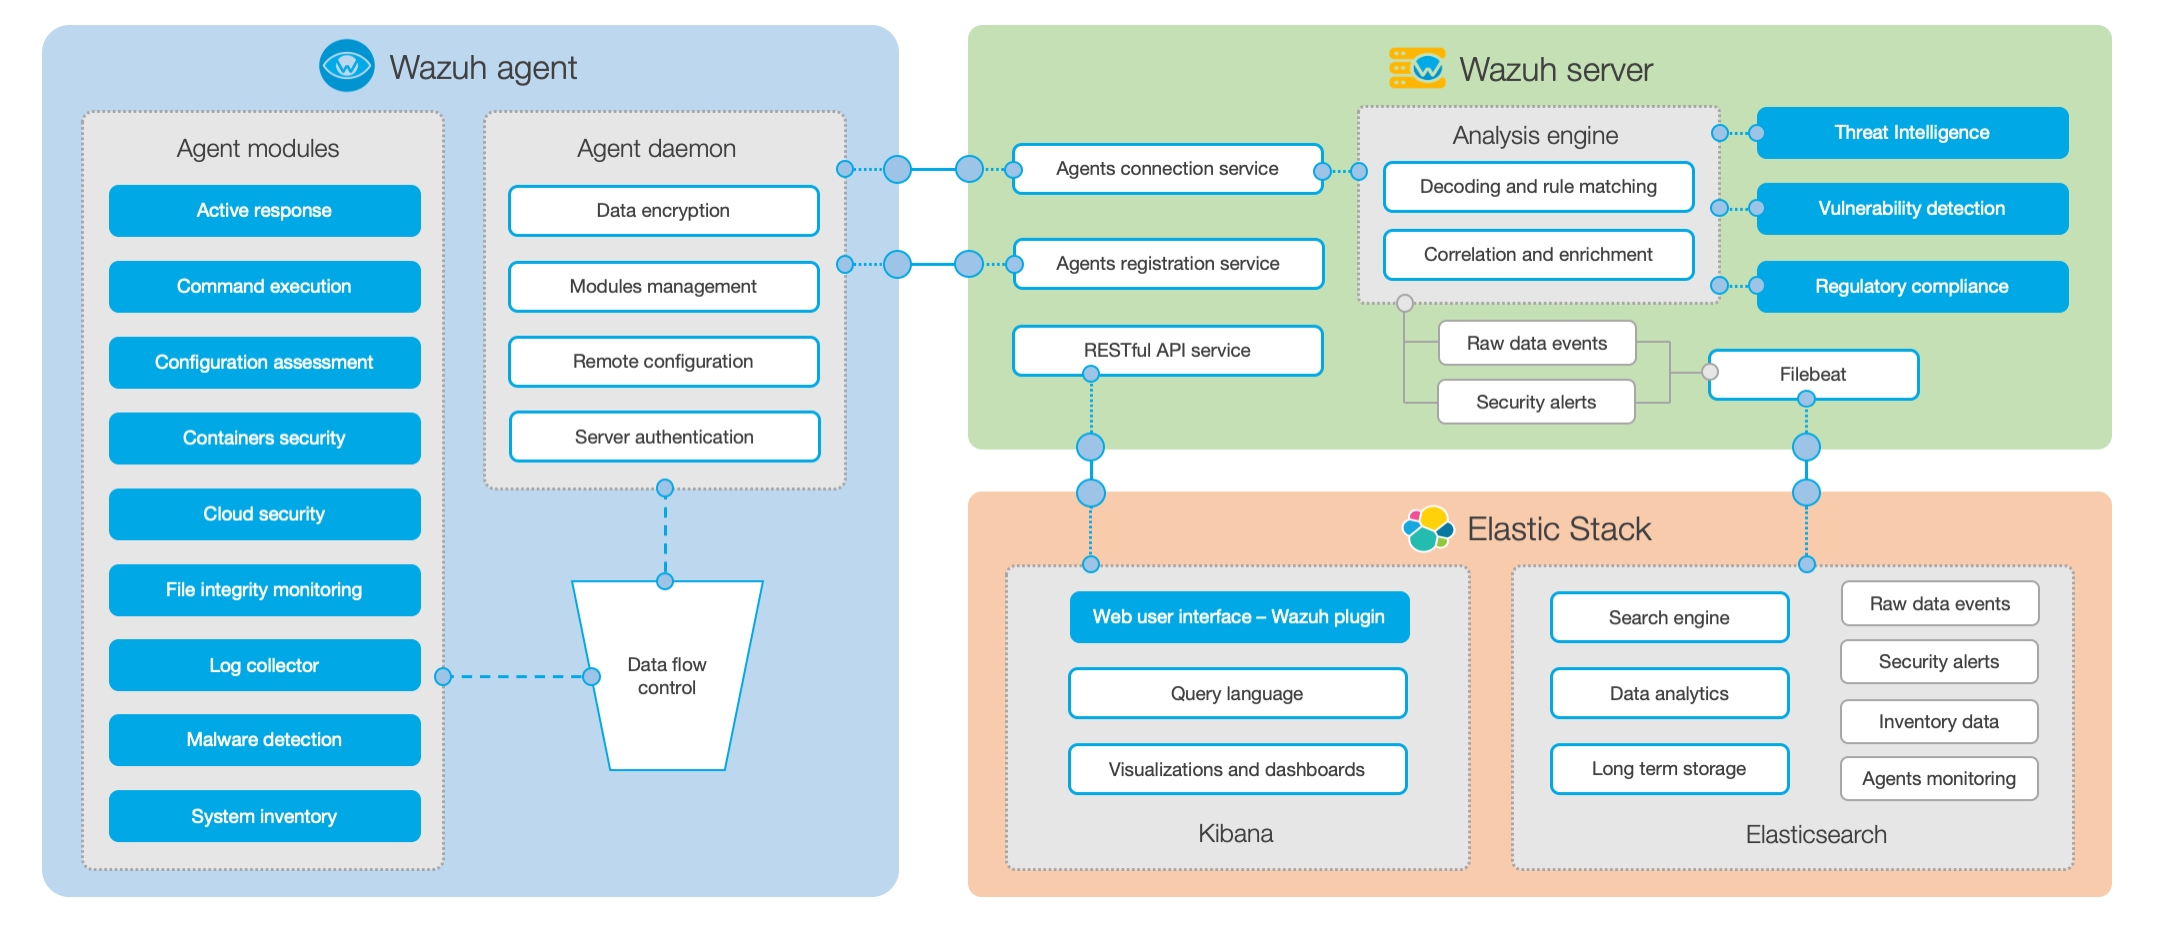 Wazuh agent
Agent modules
Active response
Command execution
Configuration assessment
Containers security
Cloud security
File integrity monitoring
Log collector
Malware detection
System inventory
Agent daemon
Data encryption
Modules management
Remote configuration
Server authentication
Data flow
control
Wazuh server
Agents connection service
Agents registration service
RESTful API service
Analysis engine
Decoding and rule matching
Correlation and enrichment
Threat Intelligence
Vulnerability detection
Regulatory compliance
Raw data events
Security alerts
Filebeat
Elastic Stack
Web user interface – Wazuh plugin
Query language
Visualizations and dashboards
Kibana
Search engine
Data analytics
Long term storage
Raw data events
Security alerts
Inventory data
Agents monitoring
Elasticsearch